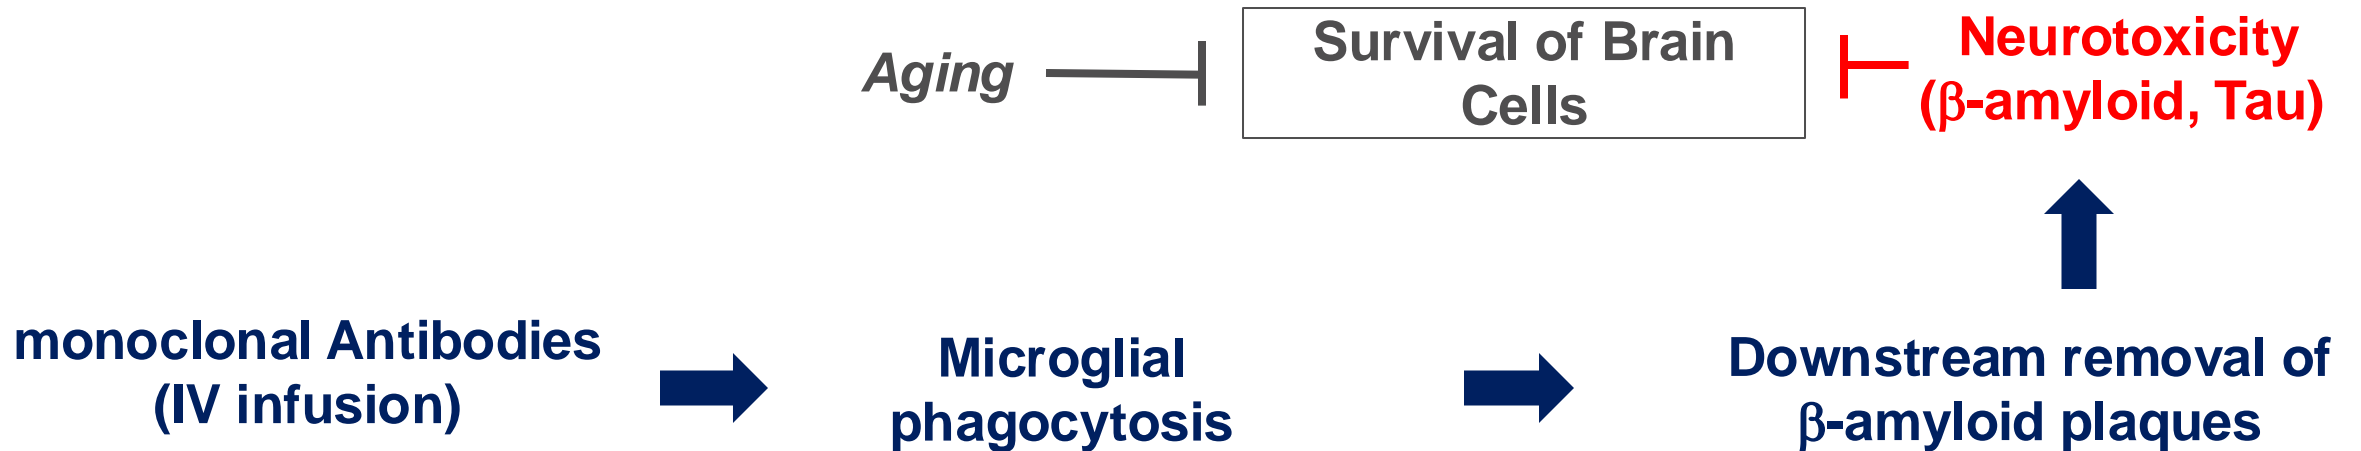 Aging
Survival of Brain
Cells
Neurotoxicity
(β-amyloid, Tau)
monoclonal Antibodies
(IV infusion)
Microglial
phagocytosis
Downstream removal of
β-amyloid plaques